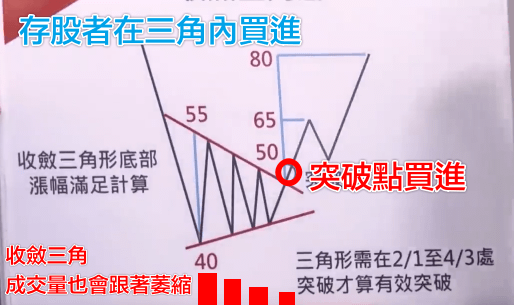 存股者在三角內買進
80
55
65
50
收斂三角形底部
漲幅滿足計算
突
突破點買進
40
收斂三角
成交量也會跟著萎縮
三角形需在2/1至4/3處
突破才算有效突破